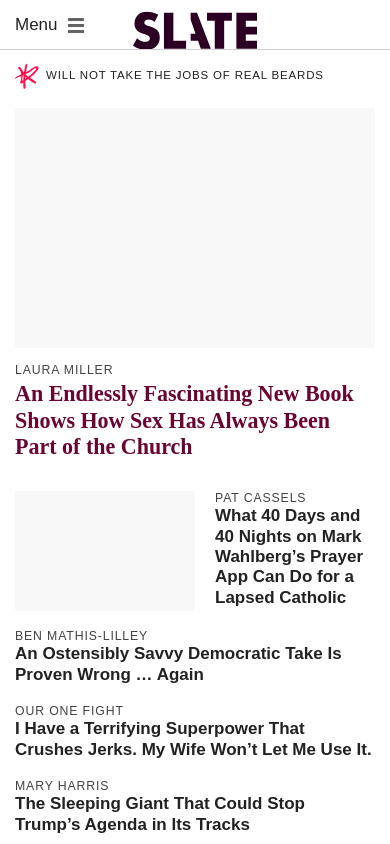 Menu
SLATE
WILL NOT TAKE THE JOBS OF REAL BEARDS
LAURA MILLER
An Endlessly Fascinating New Book
Shows How Sex Has Always Been
Part of the Church
PAT CASSELS
What 40 Days and
40 Nights on Mark
Wahlberg’s Prayer
App Can Do for a
Lapsed Catholic
BEN MATHIS-LILLEY
An Ostensibly Savvy Democratic Take Is
Proven Wrong … Again
OUR ONE FIGHT
I Have a Terrifying Superpower That
Crushes Jerks. My Wife Won’t Let Me Use It.
MARY HARRIS
The Sleeping Giant That Could Stop
Trump’s Agenda in Its Tracks